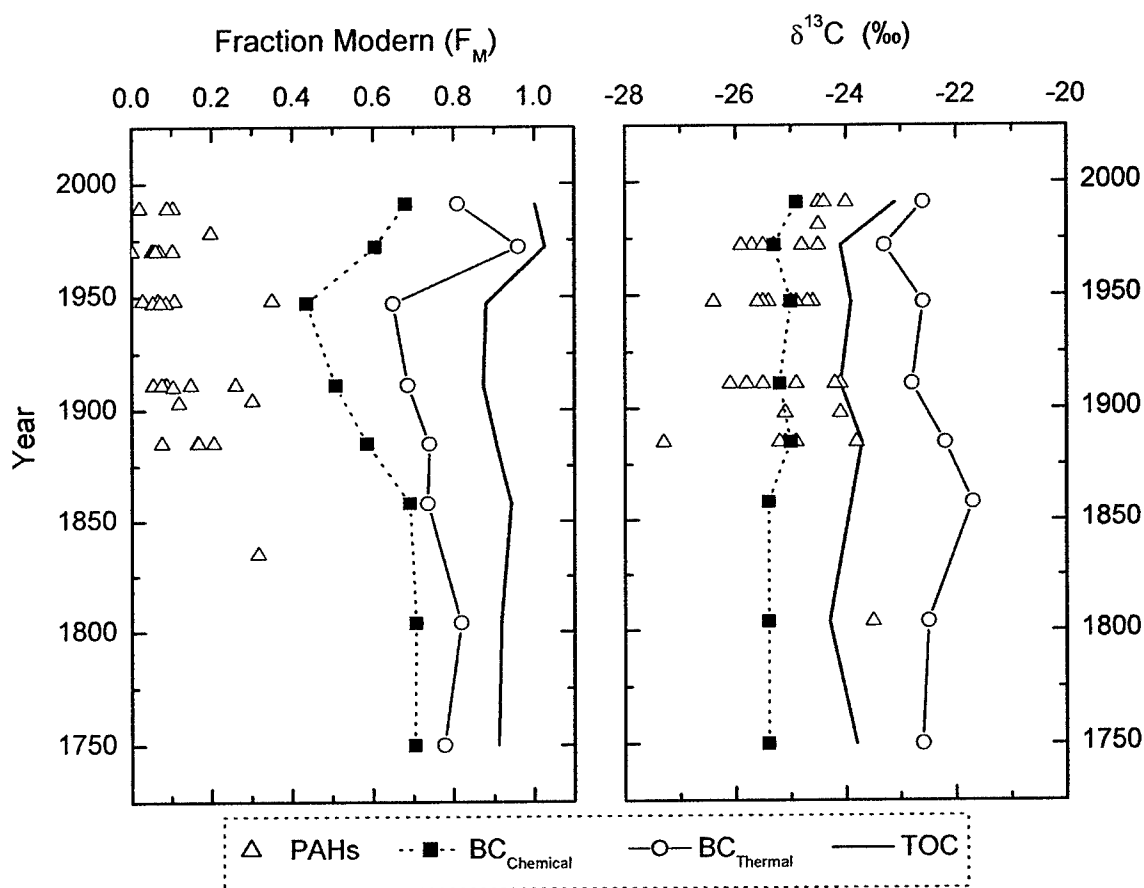 Fraction Modern (F_M)
δ¹³C (‰)
0.0 0.2 0.4 0.6 0.8 1.0
-28 -26 -24 -22 -20
Year
2000
1950
1900
1850
1800
1750
2000
1950
1900
1850
1800
1750
PAHs BC_Chemical BC_Thermal TOC